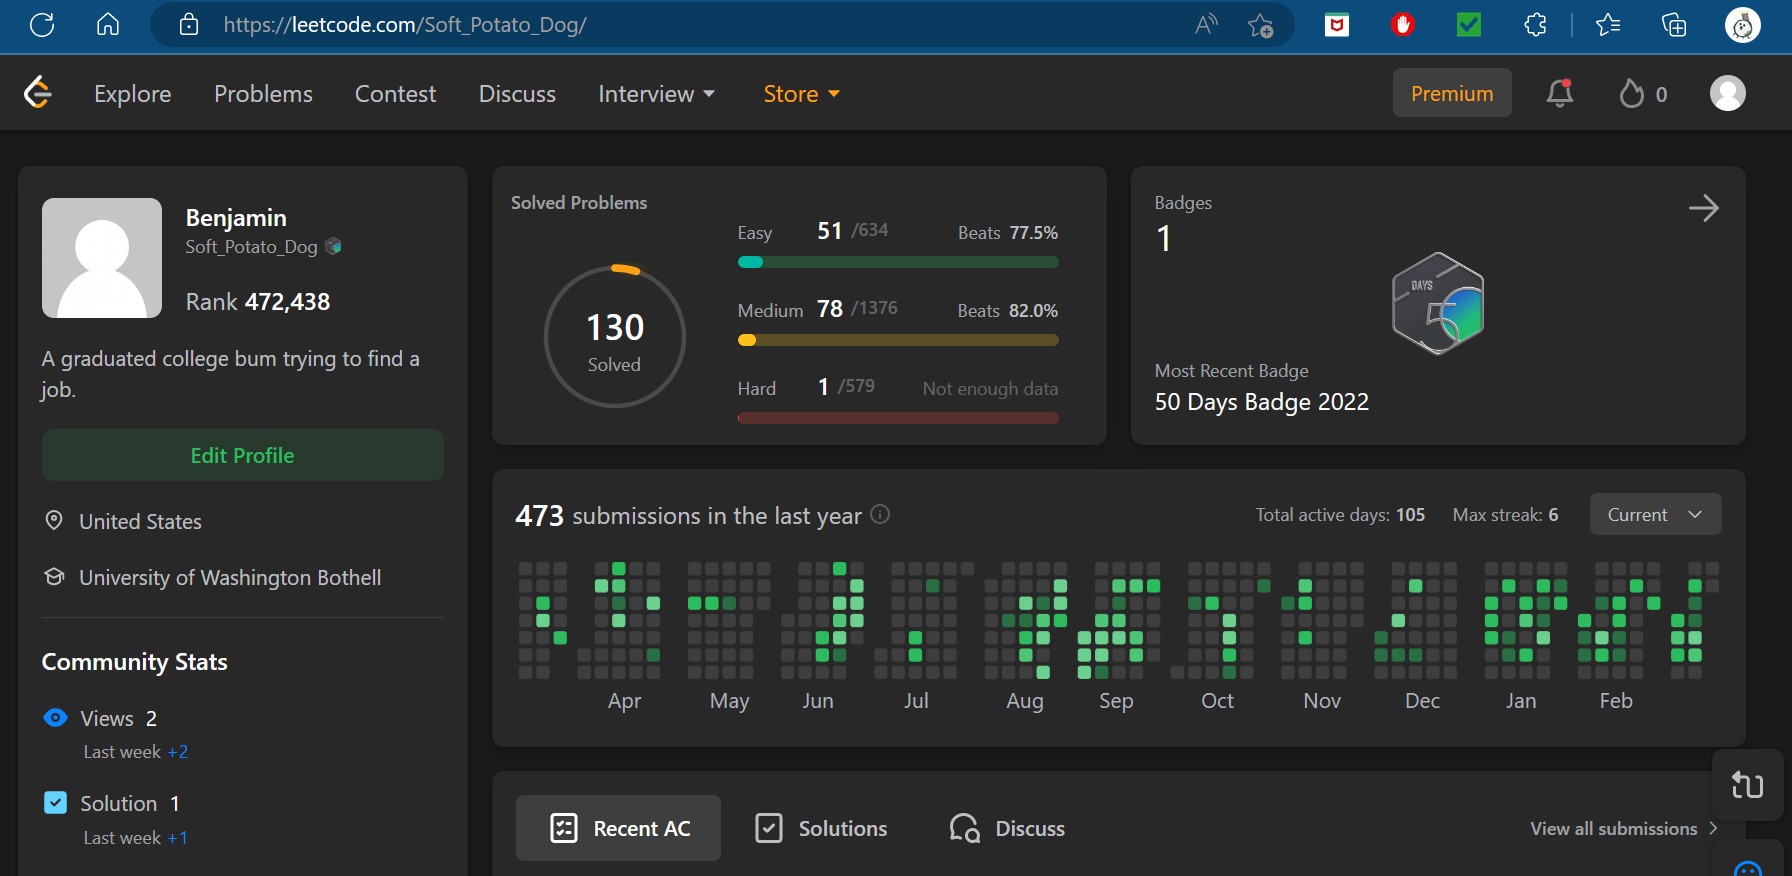 https://leetcode.com/Soft_Potato_Dog/
Explore Problems Contest Discuss Interview Store Premium 0
Benjamin
Soft_Potato_Dog
Rank 472,438
A graduated college bum trying to find a
job.
Edit Profile
United States
University of Washington Bothell
Community Stats
Views 2
Last week +2
Solution 1
Last week +1
Solved Problems
130
Solved
Easy 51 /634 Beats 77.5%
Medium 78 /1376 Beats 82.0%
Hard 1 /579 Not enough data
Badges
1
DAYS
5
Most Recent Badge
50 Days Badge 2022
473 submissions in the last year Total active days: 105 Max streak: 6 Current
Apr May Jun Jul Aug Sep Oct Nov Dec Jan Feb
Recent AC Solutions Discuss View all submissions